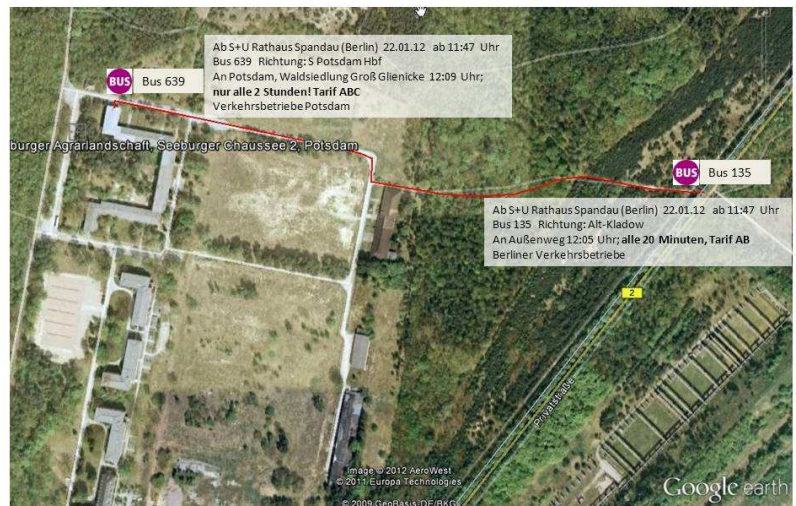 Ab S+U Rathaus Spandau (Berlin) 22.01.12 ab 11:47 Uhr
Bus 639 Richtung: S Potsdam Hbf
An Potsdam, Waldsiedlung Groß Glienicke 12:09 Uhr;
nur alle 2 Stunden! Tarif ABC
Verkehrsbetriebe Potsdam
BUS Bus 639
burger Agrarlandschaft, Seeburger Chaussee 2, Potsdam
BUS Bus 135
Ab S+U Rathaus Spandau (Berlin) 22.01.12 ab 11:47 Uhr
Bus 135 Richtung: Alt-Kladow
An Außenweg 12:05 Uhr; alle 20 Minuten, Tarif AB
Berliner Verkehrsbetriebe
2
Privatstraße
Image © 2012 AeroWest
© 2011 Europa Technologies
© 2009 GeoBasis-DE/BKG
Google earth